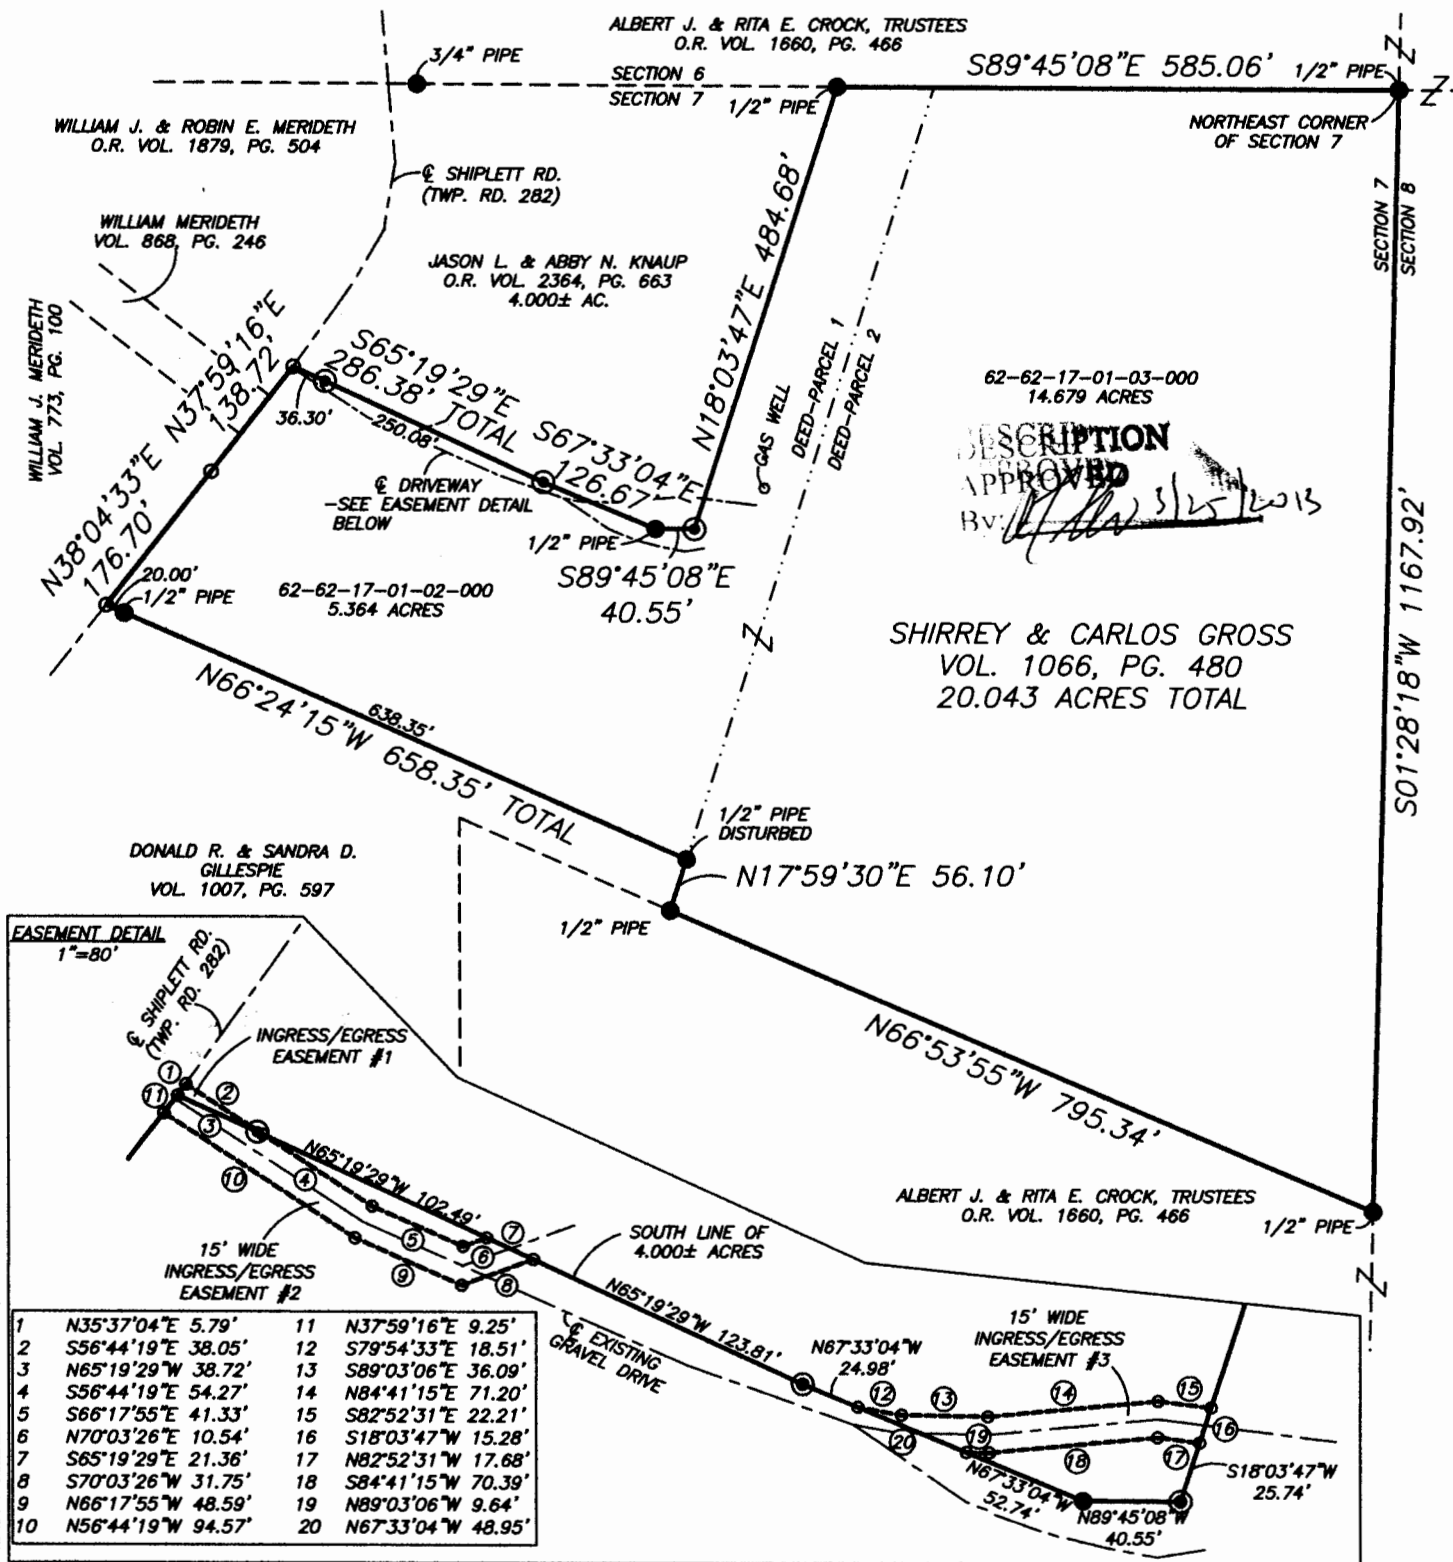 ALBERT J. & RITA E. CROCK, TRUSTEES
O.R. VOL. 1660, PG. 466
3/4" PIPE
SECTION 6
SECTION 7
1/2" PIPE
S89°45'08"E 585.06'
1/2" PIPE
Z
Z
NORTHEAST CORNER
OF SECTION 7
WILLIAM J. & ROBIN E. MERIDETH
O.R. VOL. 1879, PG. 504
℄ SHIPLETT RD.
(TWP. RD. 282)
SECTION 7
SECTION 8
WILLIAM MERIDETH
VOL. 868, PG. 246
JASON L. & ABBY N. KNAUP
O.R. VOL. 2364, PG. 663
4.000± AC.
N18°03'47"E 484.68'
WILLIAM J. MERIDETH
VOL. 773, PG. 100
N37°59'16"E
138.72'
S65°19'29"E
286.38' TOTAL
36.30'
250.08'
S67°33'04"E
126.67'
GAS WELL
DEED-PARCEL 1
DEED-PARCEL 2
62-62-17-01-03-000
14.679 ACRES
DESCRIPTION
APPROVED
By:
3/25/2013
℄ DRIVEWAY
-SEE EASEMENT DETAIL
BELOW
1/2" PIPE
S89°45'08"E
40.55'
N38°04'33"E
176.70'
20.00'
1/2" PIPE
62-62-17-01-02-000
5.364 ACRES
Z
SHIRREY & CARLOS GROSS
VOL. 1066, PG. 480
20.043 ACRES TOTAL
S01°28'18"W 1167.92'
638.35'
N66°24'15"W 658.35' TOTAL
1/2" PIPE
DISTURBED
N17°59'30"E 56.10'
1/2" PIPE
DONALD R. & SANDRA D.
GILLESPIE
VOL. 1007, PG. 597
N66°53'55"W 795.34'
ALBERT J. & RITA E. CROCK, TRUSTEES
O.R. VOL. 1660, PG. 466
1/2" PIPE
Z
EASEMENT DETAIL
1"=80'
℄ SHIPLETT RD.
(TWP. RD. 282)
INGRESS/EGRESS
EASEMENT #1
1
11
2
3
10
4
N65°19'29"W 102.49'
5
6
7
8
9
15' WIDE
INGRESS/EGRESS
EASEMENT #2
SOUTH LINE OF
4.000± ACRES
N65°19'29"W 123.81'
℄ EXISTING
GRAVEL DRIVE
N67°33'04"W
24.98'
15' WIDE
INGRESS/EGRESS
EASEMENT #3
12
13
14
15
16
17
18
19
20
N67°33'04"W
52.74'
N89°45'08"W
40.55'
S18°03'47"W
25.74'
1 N35°37'04"E 5.79' 11 N37°59'16"E 9.25'
2 S56°44'19"E 38.05' 12 S79°54'33"E 18.51'
3 N65°19'29"W 38.72' 13 S89°03'06"E 36.09'
4 S56°44'19"E 54.27' 14 N84°41'15"E 71.20'
5 S66°17'55"E 41.33' 15 S82°52'31"E 22.21'
6 N70°03'26"E 10.54' 16 S18°03'47"W 15.28'
7 S65°19'29"E 21.36' 17 N82°52'31"W 17.68'
8 S70°03'26"W 31.75' 18 S84°41'15"W 70.39'
9 N66°17'55"W 48.59' 19 N89°03'06"W 9.64'
10 N56°44'19"W 94.57' 20 N67°33'04"W 48.95'